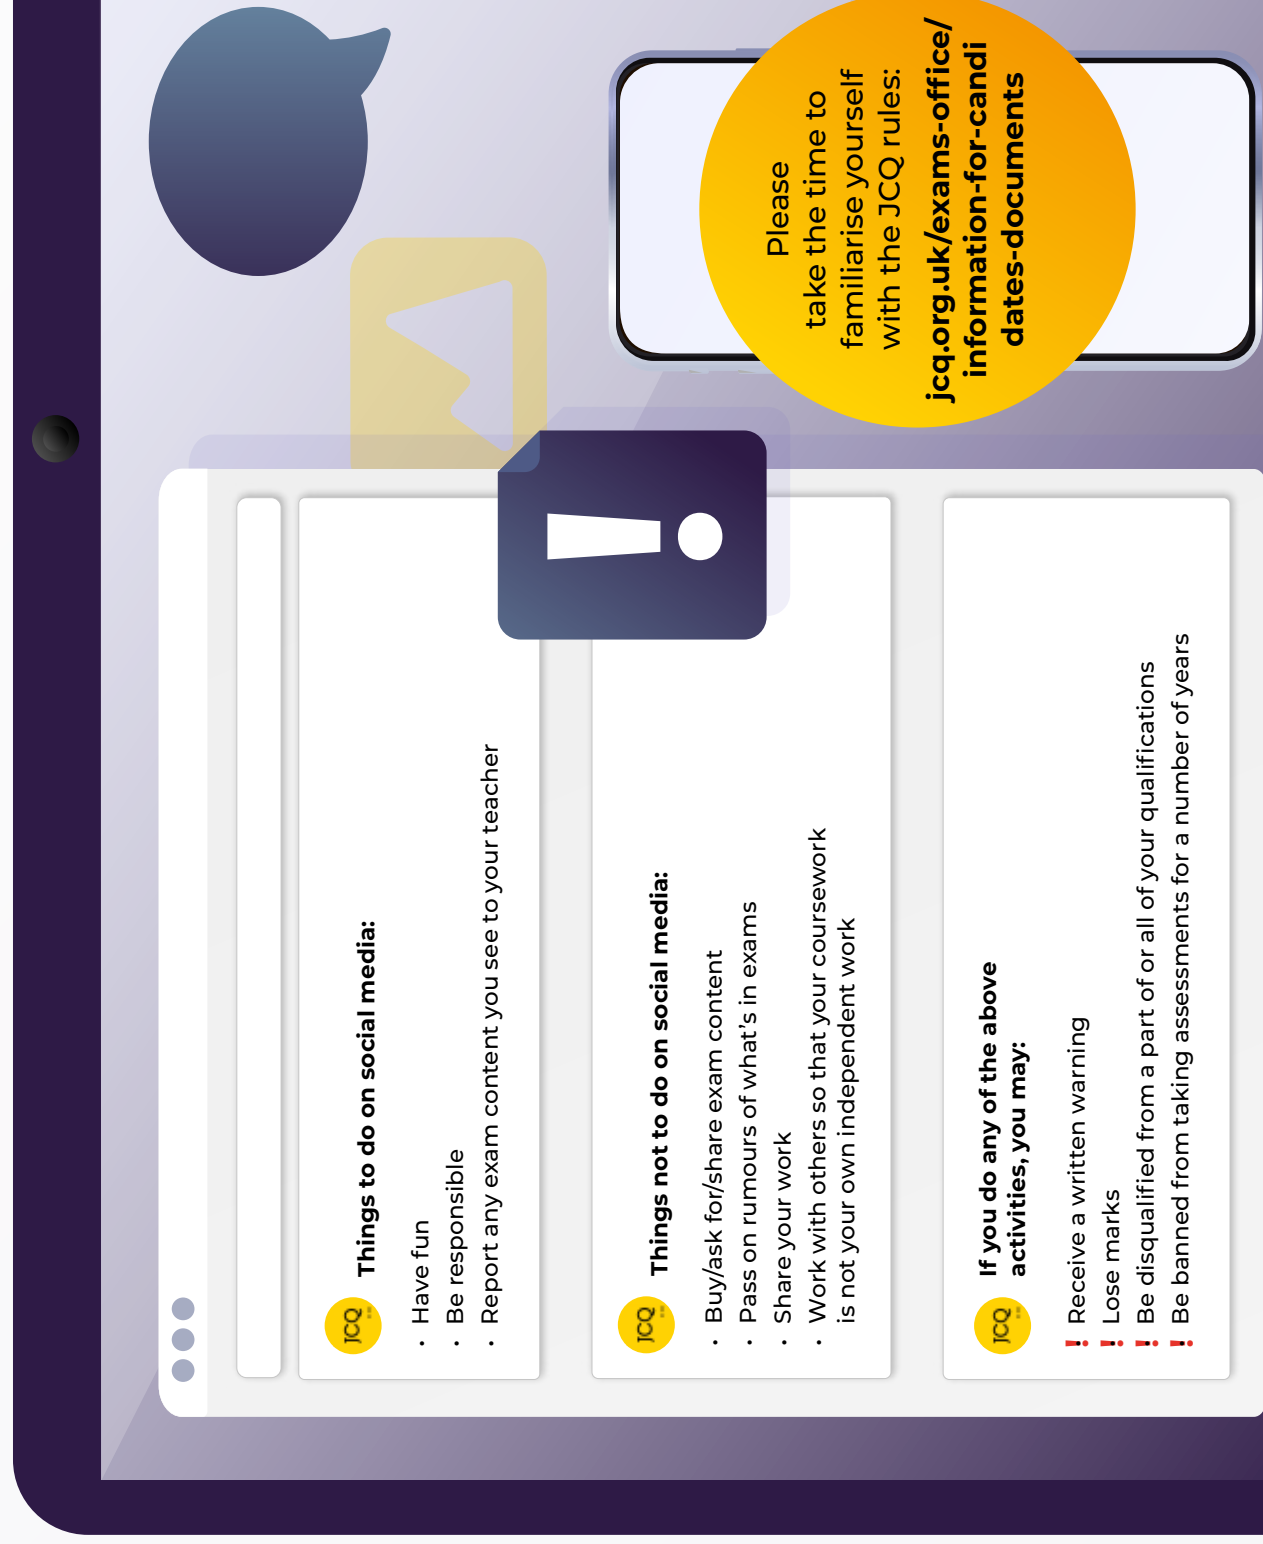 JCQ
Things to do on social media:
· Have fun
· Be responsible
· Report any exam content you see to your teacher
JCQ
Things not to do on social media:
· Buy/ask for/share exam content
· Pass on rumours of what's in exams
· Share your work
· Work with others so that your coursework
is not your own independent work
JCQ
If you do any of the above
activities, you may:
! Receive a written warning
! Lose marks
! Be disqualified from a part of or all of your qualifications
! Be banned from taking assessments for a number of years
!
Please
take the time to
familiarise yourself
with the JCQ rules:
jcq.org.uk/exams-office/
information-for-candi
dates-documents